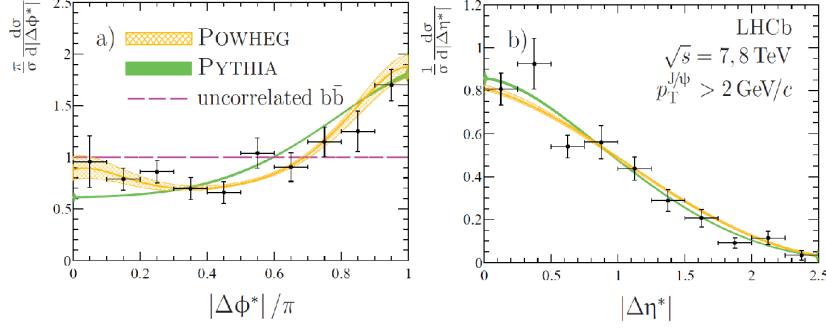 π/σ dσ/d|Δϕ*|
a)
POWHEG
PYTHIA
uncorrelated bb̄
2.5
2
1.5
1
0.5
0
0
0.2
0.4
0.6
0.8
1
|Δϕ*|/π
1/σ dσ/d|Δη*|
b)
LHCb
√s = 7, 8 TeV
p_T^{J/ψ} > 2 GeV/c
1.2
1
0.8
0.6
0.4
0.2
0
0
0.5
1
1.5
2
2.5
|Δη*|